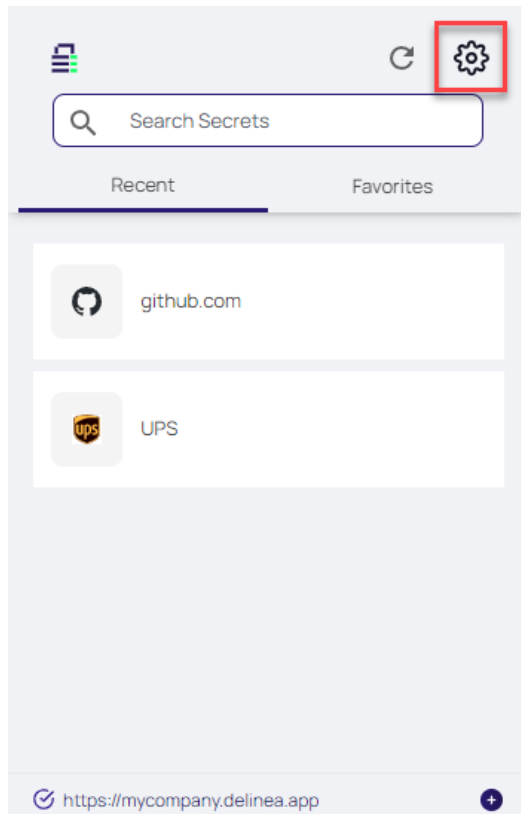 Search Secrets
Recent Favorites
github.com
ups UPS
https://mycompany.delinea.app